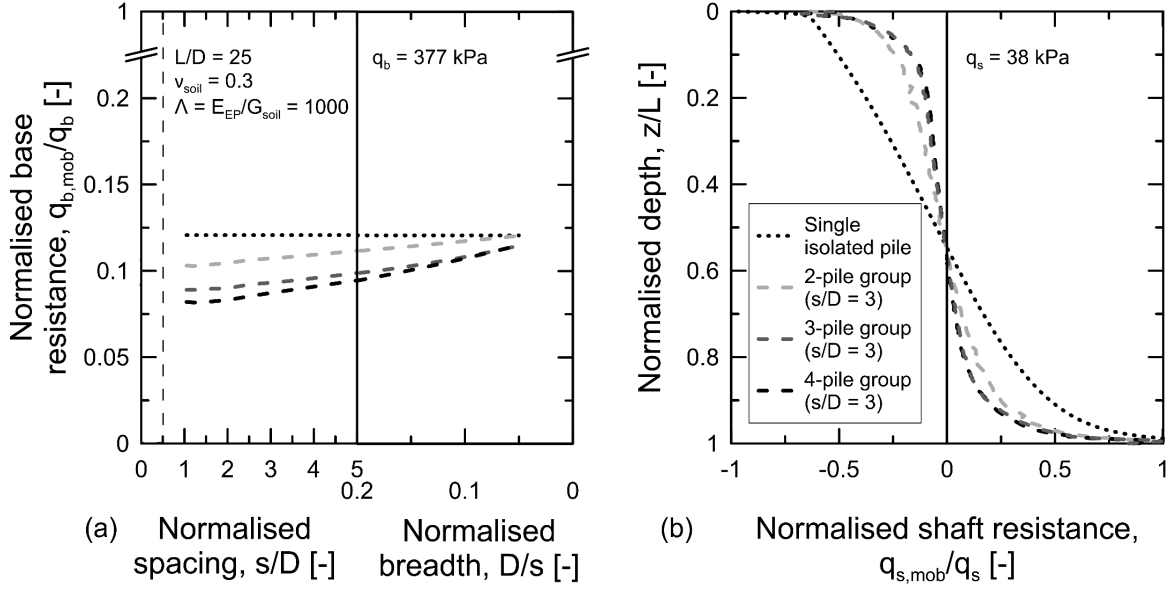 L/D = 25
ν_soil = 0.3
Λ = E_EP/G_soil = 1000
q_b = 377 kPa
1
0.2
0.15
0.1
0.05
0
Normalised base
resistance, q_b,mob/q_b [-]
0 1 2 3 4 5
0.2 0.1 0
(a)
Normalised
spacing, s/D [-]
Normalised
breadth, D/s [-]
q_s = 38 kPa
0
0.2
0.4
0.6
0.8
1
Normalised depth, z/L [-]
Single
isolated pile
2-pile group
(s/D = 3)
3-pile group
(s/D = 3)
4-pile group
(s/D = 3)
-1 -0.5 0 0.5 1
(b)
Normalised shaft resistance,
q_s,mob/q_s [-]